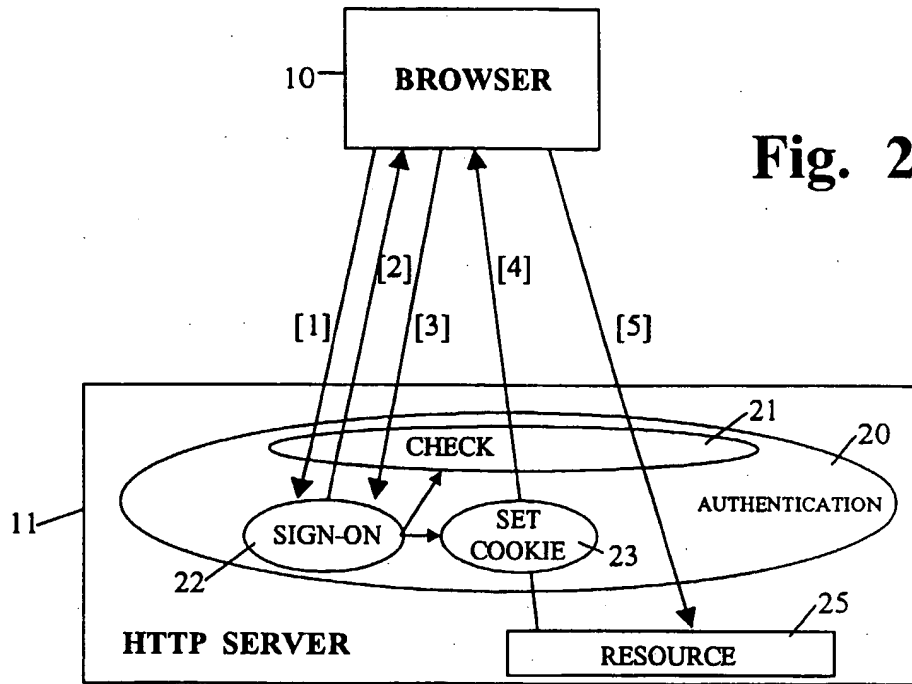 10
BROWSER
Fig. 2
[1]
[2]
[3]
[4]
[5]
21
20
CHECK
AUTHENTICATION
11
SIGN-ON
SET
COOKIE
22
23
25
HTTP SERVER
RESOURCE